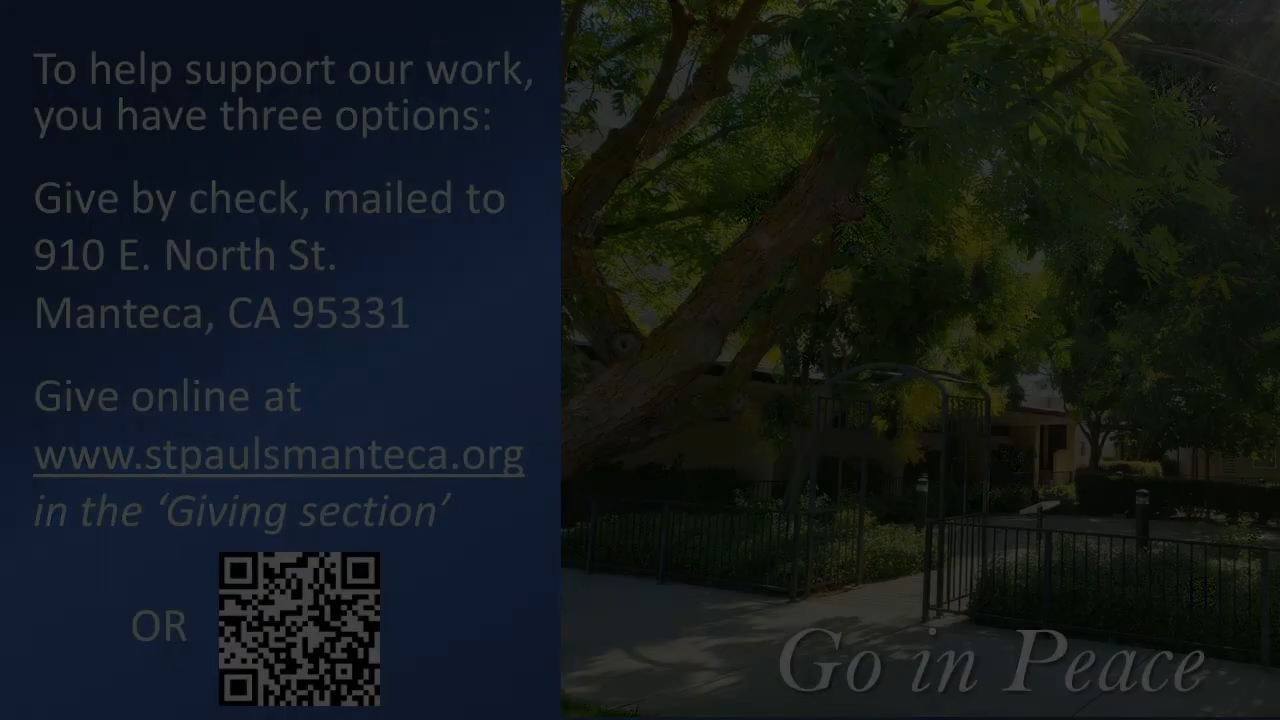 To help support our work,
you have three options:
Give by check, mailed to
910 E. North St.
Manteca, CA 95331
Give online at
www.stpaulsmanteca.org
in the ‘Giving section’
OR
Go in Peace